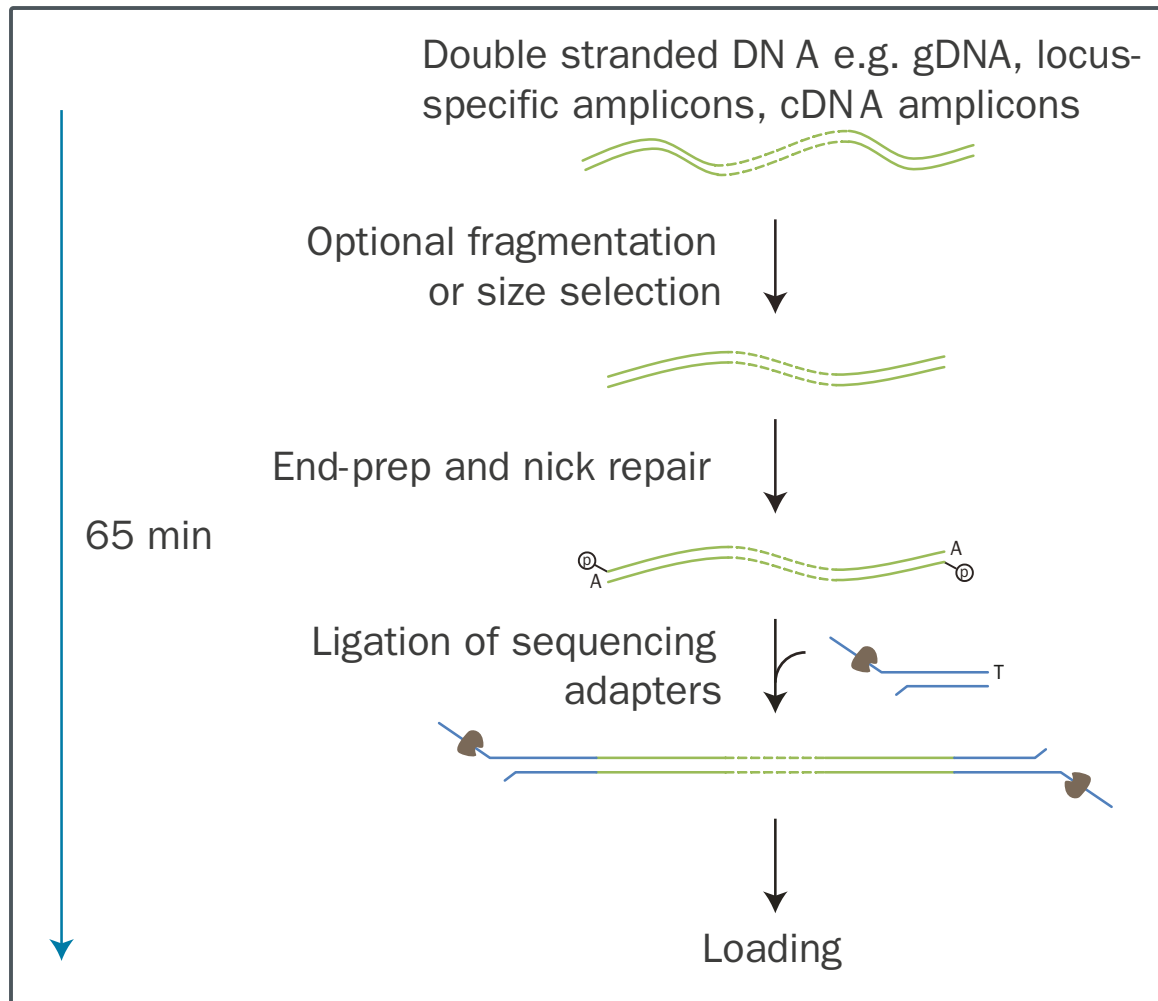 Double stranded DNA e.g. gDNA, locus-
specific amplicons, cDNA amplicons
Optional fragmentation
or size selection
End-prep and nick repair
65 min
p
A
A
p
Ligation of sequencing
adapters
T
Loading